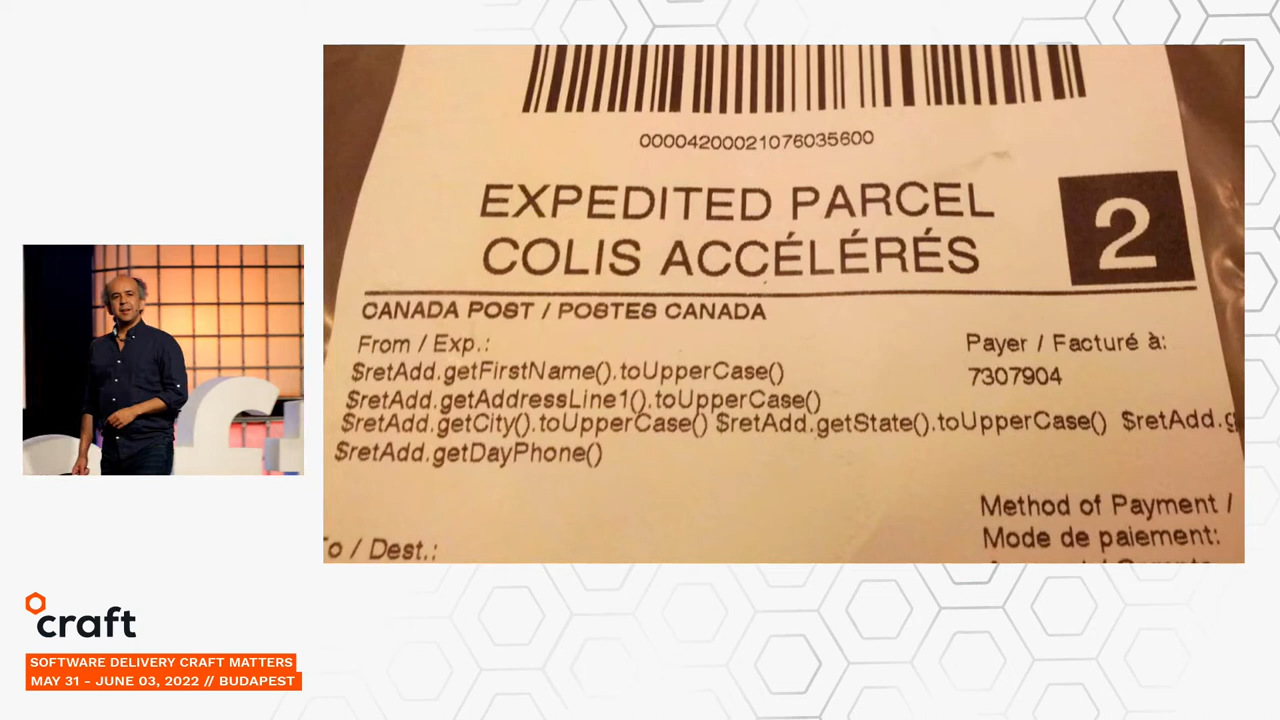 00004200021076035600
EXPEDITED PARCEL
COLIS ACCÉLÉRÉS
2
CANADA POST / POSTES CANADA
From / Exp.:
$retAdd.getFirstName().toUpperCase()
$retAdd.getAddressLine1().toUpperCase()
$retAdd.getCity().toUpperCase() $retAdd.getState().toUpperCase() $retAdd.g
$retAdd.getDayPhone()
Payer / Facturé à:
7307904
Method of Payment /
Mode de paiement:
To / Dest.:
craft
SOFTWARE DELIVERY CRAFT MATTERS
MAY 31 - JUNE 03, 2022 // BUDAPEST